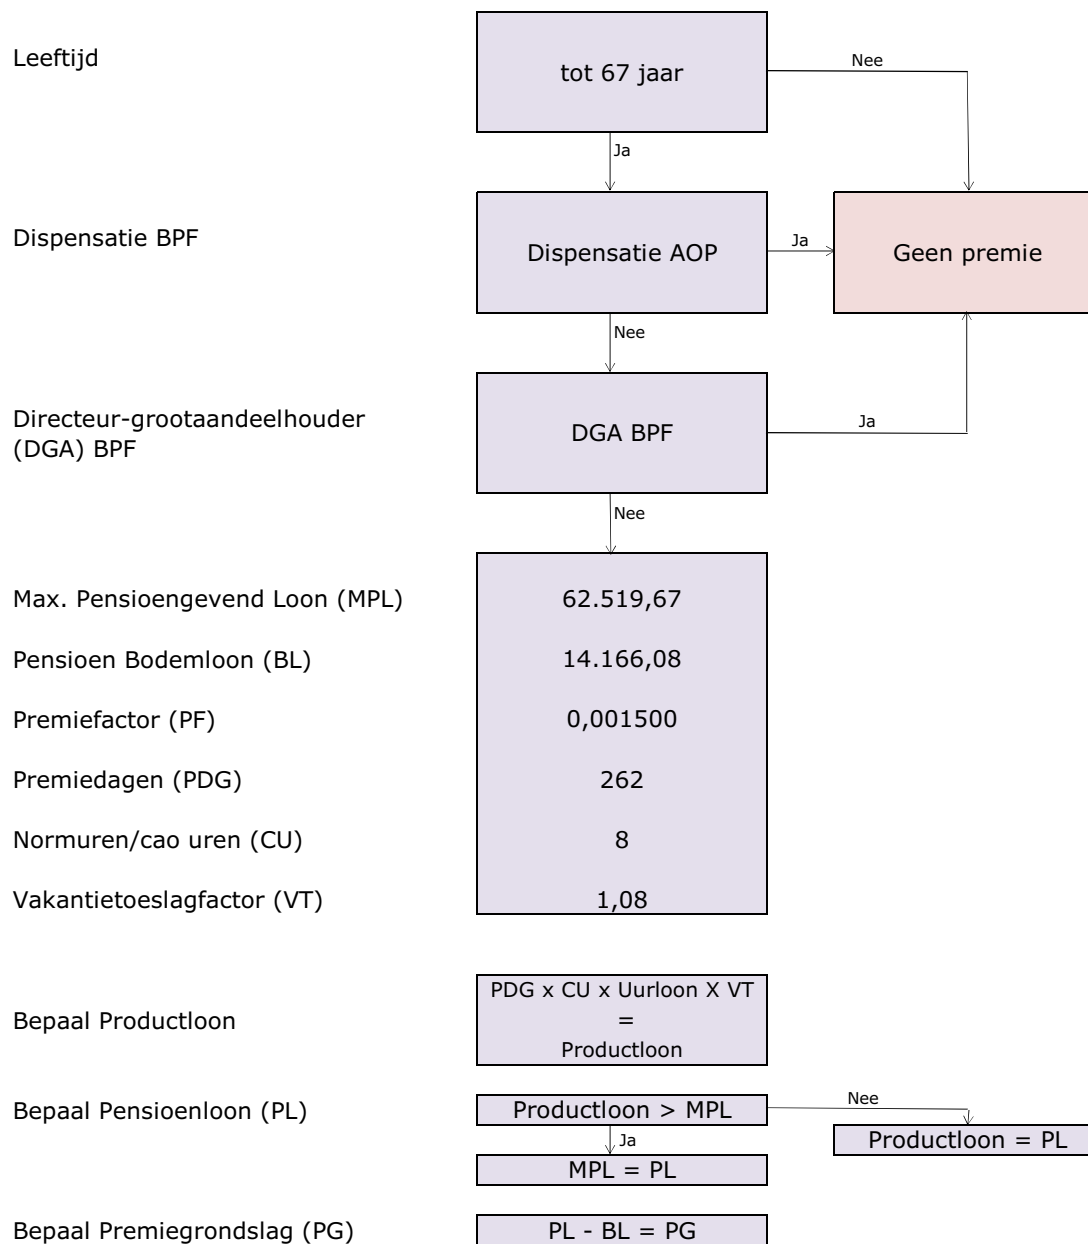 Leeftijd
tot 67 jaar
Nee
Ja
Dispensatie BPF
Dispensatie AOP
Ja
Geen premie
Nee
Directeur-grootaandeelhouder
(DGA) BPF
DGA BPF
Ja
Nee
Max. Pensioengevend Loon (MPL)
62.519,67
Pensioen Bodemloon (BL)
14.166,08
Premiefactor (PF)
0,001500
Premiedagen (PDG)
262
Normuren/cao uren (CU)
8
Vakantietoeslagfactor (VT)
1,08
Bepaal Productloon
PDG x CU x Uurloon X VT
=
Productloon
Bepaal Pensioenloon (PL)
Productloon > MPL
Nee
Ja
Productloon = PL
MPL = PL
Bepaal Premiegrondslag (PG)
PL - BL = PG